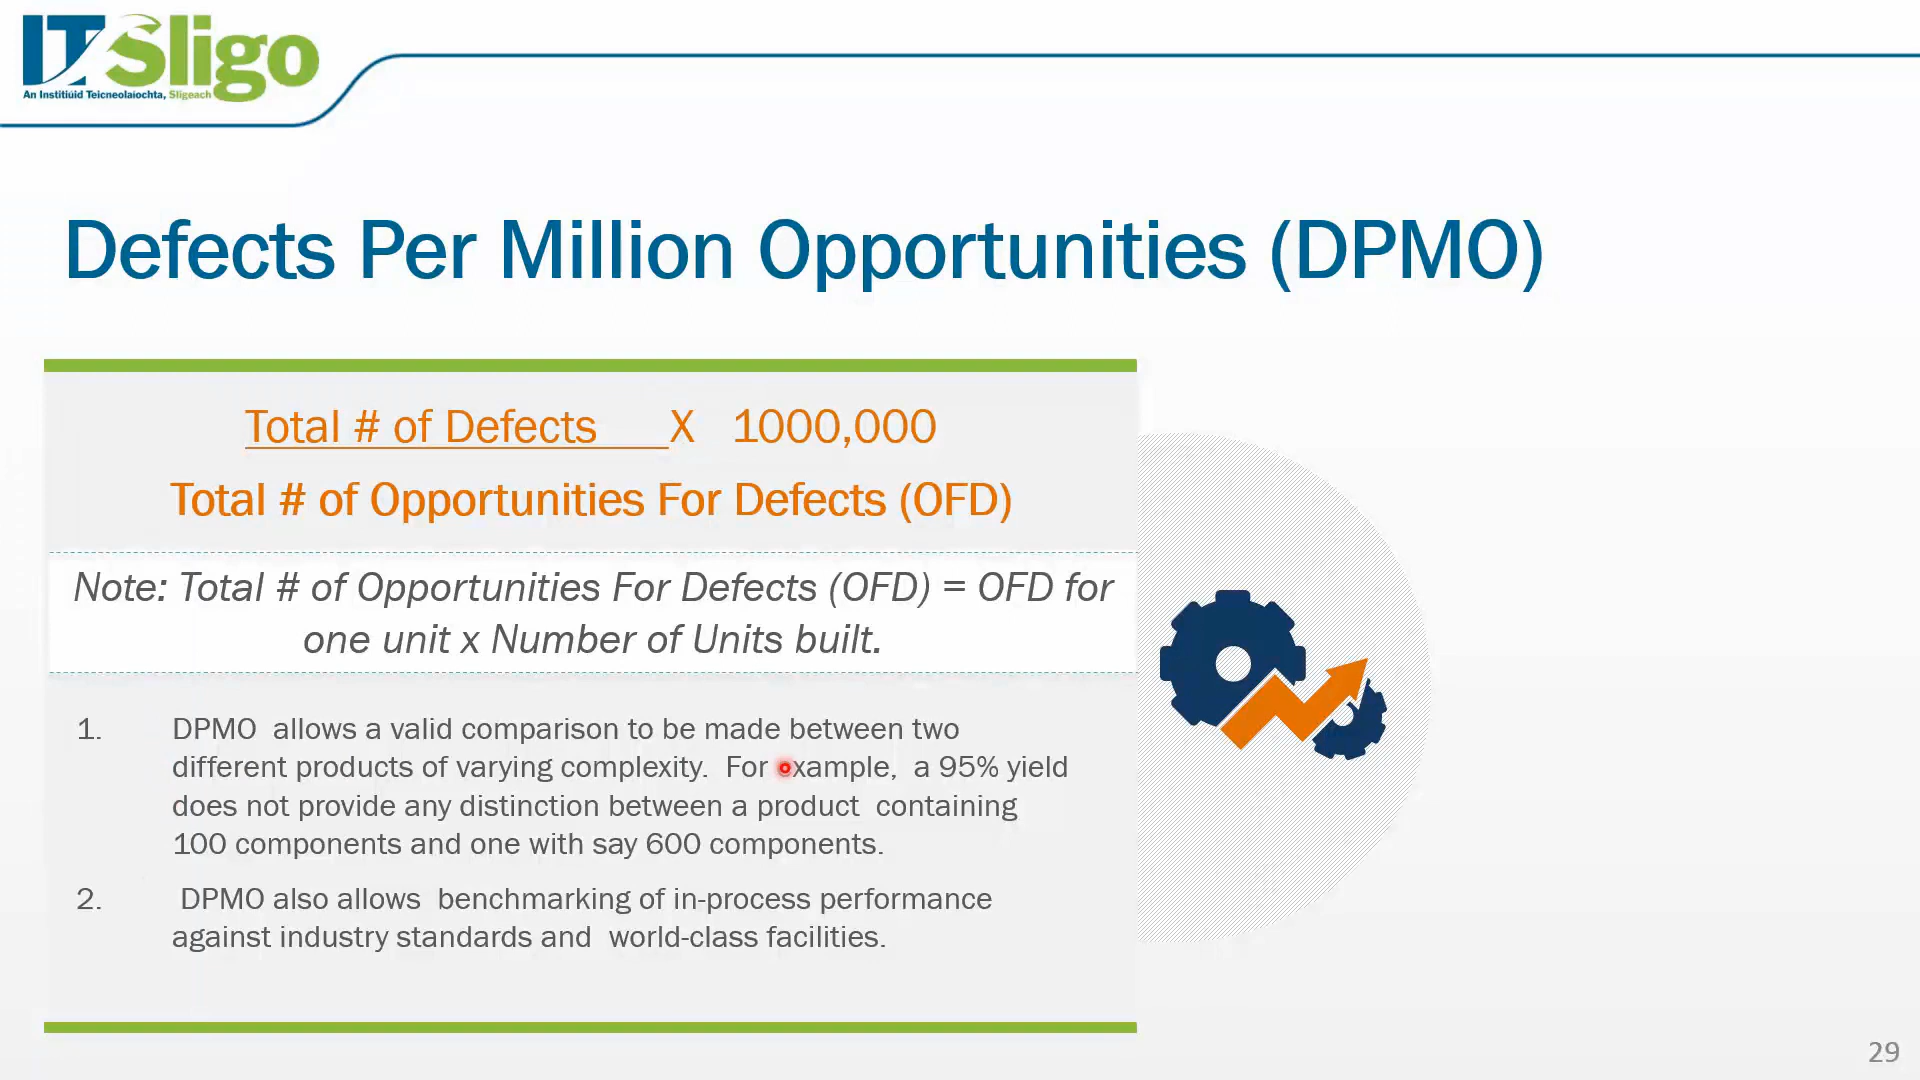 IT Sligo
An Institiúid Teicneolaíochta, Sligeach
Defects Per Million Opportunities (DPMO)
Total # of Defects X 1000,000
Total # of Opportunities For Defects (OFD)
Note: Total # of Opportunities For Defects (OFD) = OFD for
one unit x Number of Units built.
1. DPMO allows a valid comparison to be made between two
different products of varying complexity. For example, a 95% yield
does not provide any distinction between a product containing
100 components and one with say 600 components.
2. DPMO also allows benchmarking of in-process performance
against industry standards and world-class facilities.
29